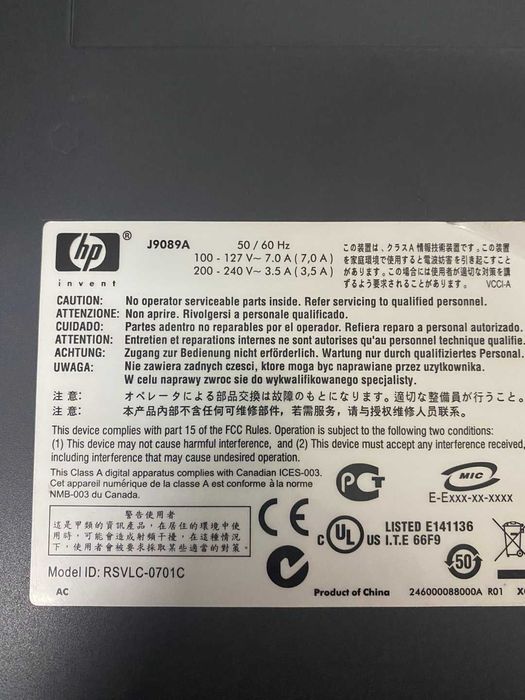 hp ®
invent
J9089A
50 / 60 Hz
100 - 127 V~ 7.0 A ( 7,0 A )
200 - 240 V~ 3.5 A ( 3,5 A )
この装置は、クラスA 情報技術装置です。この装置
を家庭環境で使用すると電波妨害を引き起こすこと
があります。この場合には使用者が適切な対策を講
ずるよう要求されることがあります。 VCCI-A
CAUTION: No operator serviceable parts inside. Refer servicing to qualified personnel.
ATTENZIONE: Non aprire. Rivolgersi a personale qualificado.
CUIDADO: Partes adentro no reparables por el operador. Refiera reparo a personal autorizado.
ATTENTION: Entretien et reparations internes ne sont autorises qu'au personnel technique qualifie.
ACHTUNG: Zugang zur Bedienung nicht erförderlich. Wartung nur durch qualifiziertes Personal.
UWAGA: Nie zawiera zadnych czesci, ktore moga byc naprawiane przez uzytkownika.
W celu naprawy zwroc sie do wykwalifikowanego specjalisty.
注 意: オペレータによる部品交換は故障のもとになります。適切な整備員が行うこと。
注 意: 本产品內部不含任何可维修部件，若需服务，请与授权维修人员联系。
This device complies with part 15 of the FCC Rules. Operation is subject to the following two conditions:
(1) This device may not cause harmful interference, and (2) This device must accept any interference received,
including interference that may cause undesired operation.
This Class A digital apparatus complies with Canadian ICES-003.
Cet appareil numérique de la classe A est conforme à la norme
NMB-003 du Canada.
警告使用者
這是甲類的資訊產品，在居住的環境中使
用時，可能會造成射頻干擾，在這種情況
下，使用者會被要求採取某些適當的對策。
PCT
MIC
E-Exxx-xx-xxxx
CE
C UL US LISTED E141136
I.T.E 66F9
50
Model ID: RSVLC-0701C
AC
Product of China
246000088000A R01